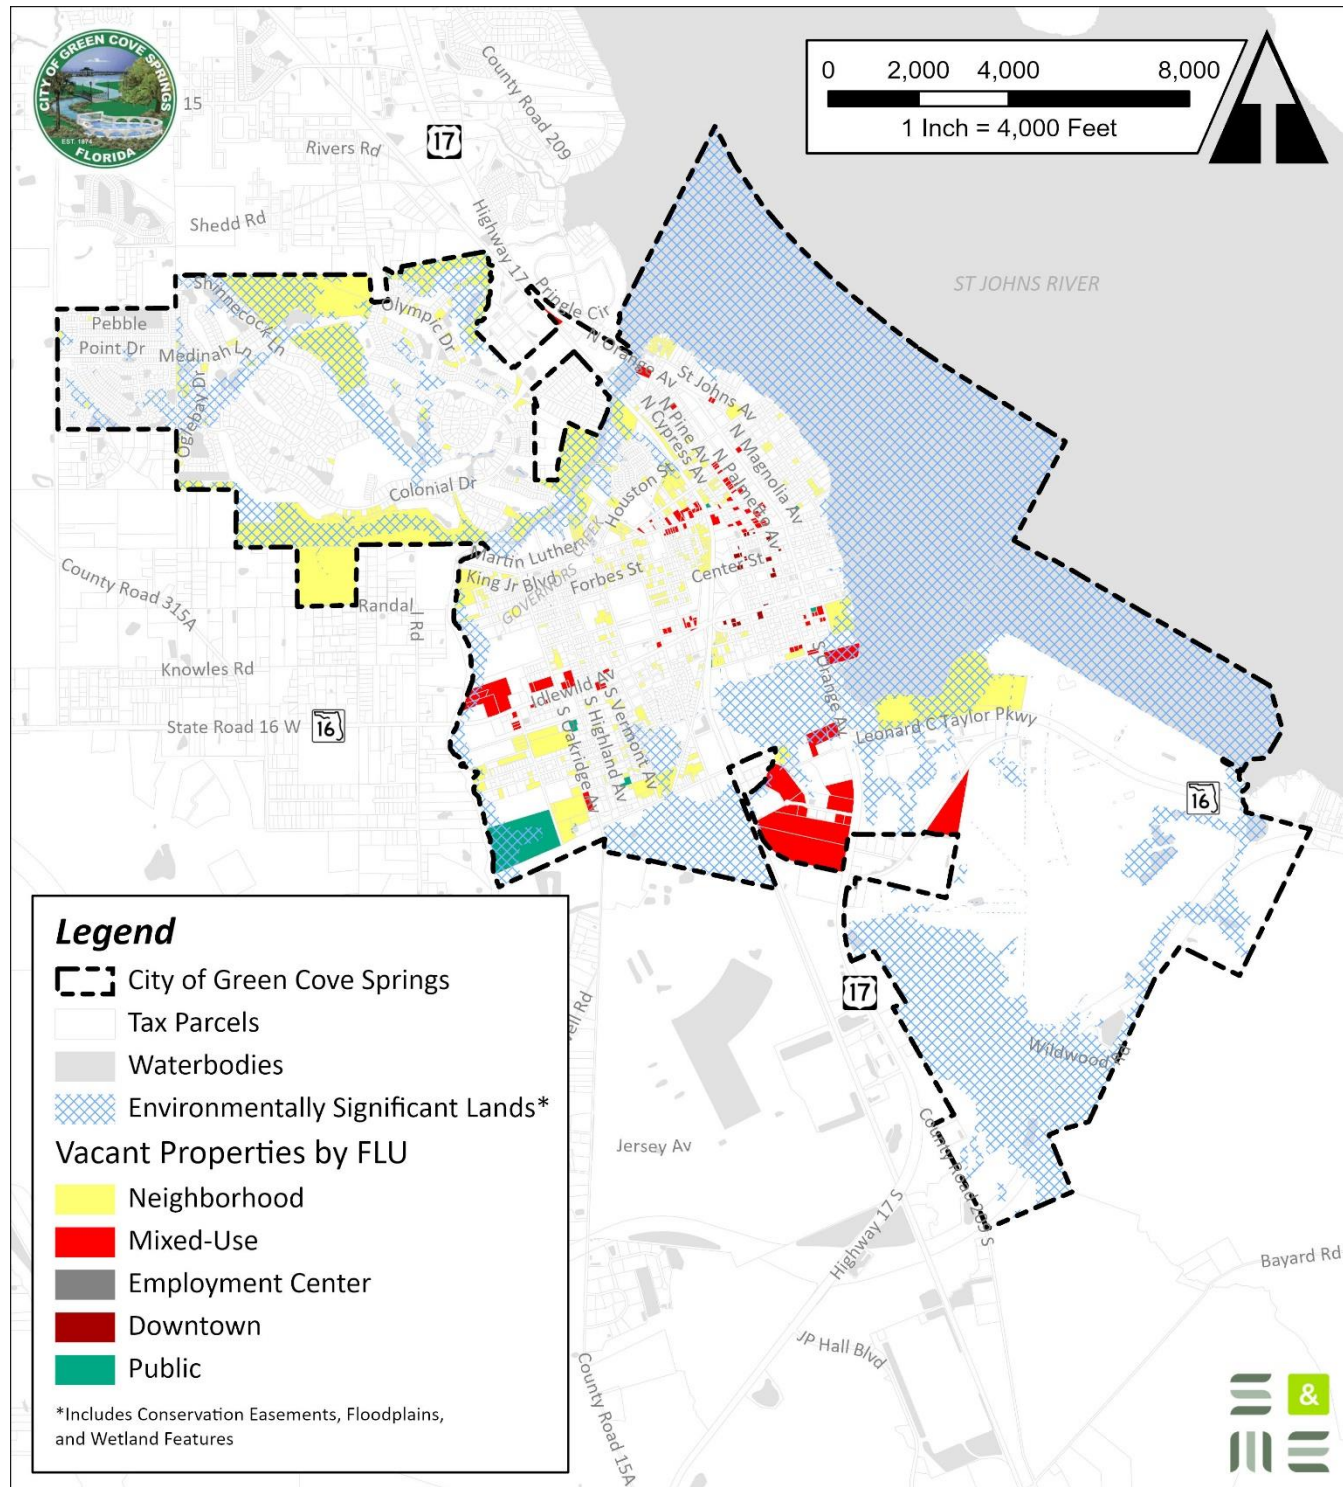 CITY OF GREEN COVE SPRINGS
EST. 1874
FLORIDA
15
Rivers Rd
17
County Road 209
0 2,000 4,000 8,000
1 Inch = 4,000 Feet
Shedd Rd
Highway 17
ST JOHNS RIVER
Pringle Cir
Shinnecock Ln
Olympic Dr
Pebble
Point Dr
Medinah Ln
N Orange Av
St Johns Av
Oglebay Dr
N Pine Av
N Cypress Av
N Magnolia Av
N Palmetto Av
Houston St
Colonial Dr
Martin Luther
King Jr Blvd
GOVERNORS CREEK
Forbes St
Center St
County Road 315A
Randal
l Rd
Knowles Rd
S Orange Av
Idlewild Av
State Road 16 W
16
S Vermont Av
S Highland Av
S Oakridge Av
Leonard C Taylor Pkwy
16
Legend
City of Green Cove Springs
Tax Parcels
Waterbodies
Environmentally Significant Lands*
Vacant Properties by FLU
Neighborhood
Mixed-Use
Employment Center
Downtown
Public
*Includes Conservation Easements, Floodplains,
and Wetland Features
17
Wildwood Rd
Jersey Av
County Road 209 S
Highway 17 S
Bayard Rd
JP Hall Blvd
County Road 15A
S &
M E